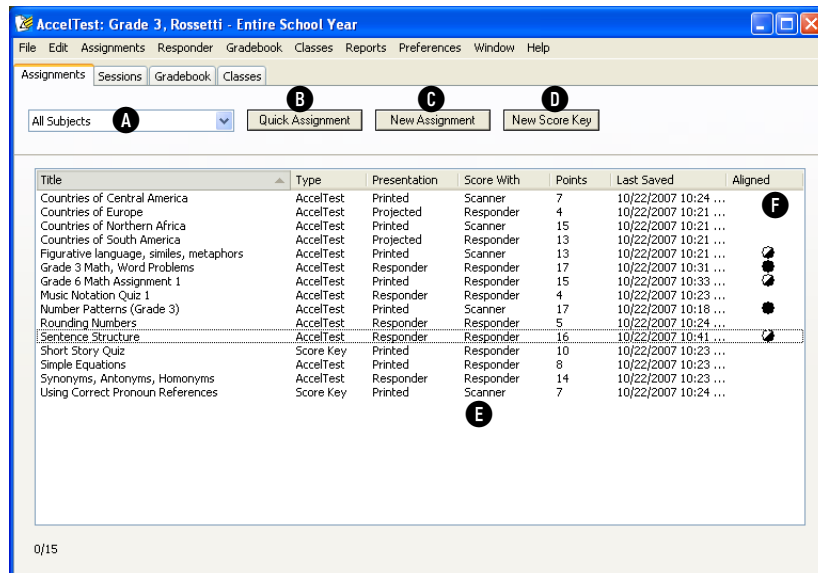 AccelTest: Grade 3, Rossetti - Entire School Year
File Edit Assignments Responder Gradebook Classes Reports Preferences Window Help
Assignments Sessions Gradebook Classes
B C D
All Subjects A Quick Assignment New Assignment New Score Key
Title Type Presentation Score With Points Last Saved Aligned
Countries of Central America AccelTest Printed Scanner 7 10/22/2007 10:24 ... F
Countries of Europe AccelTest Projected Responder 4 10/22/2007 10:21 ...
Countries of Northern Africa AccelTest Printed Scanner 15 10/22/2007 10:21 ...
Countries of South America AccelTest Projected Responder 13 10/22/2007 10:21 ...
Figurative language, similes, metaphors AccelTest Printed Scanner 13 10/22/2007 10:21 ...
Grade 3 Math, Word Problems AccelTest Responder Responder 17 10/22/2007 10:31 ...
Grade 6 Math Assignment 1 AccelTest Printed Responder 15 10/22/2007 10:33 ...
Music Notation Quiz 1 AccelTest Responder Responder 4 10/22/2007 10:23 ...
Number Patterns (Grade 3) AccelTest Printed Scanner 17 10/22/2007 10:18 ...
Rounding Numbers AccelTest Responder Responder 5 10/22/2007 10:24 ...
Sentence Structure AccelTest Printed Responder 16 10/22/2007 10:41 ...
Short Story Quiz Score Key Printed Responder 10 10/22/2007 10:23 ...
Simple Equations AccelTest Printed Responder 8 10/22/2007 10:23 ...
Synonyms, Antonyms, Homonyms AccelTest Responder Responder 14 10/22/2007 10:23 ...
Using Correct Pronoun References Score Key Printed Scanner 7 10/22/2007 10:24 ...
E
0/15